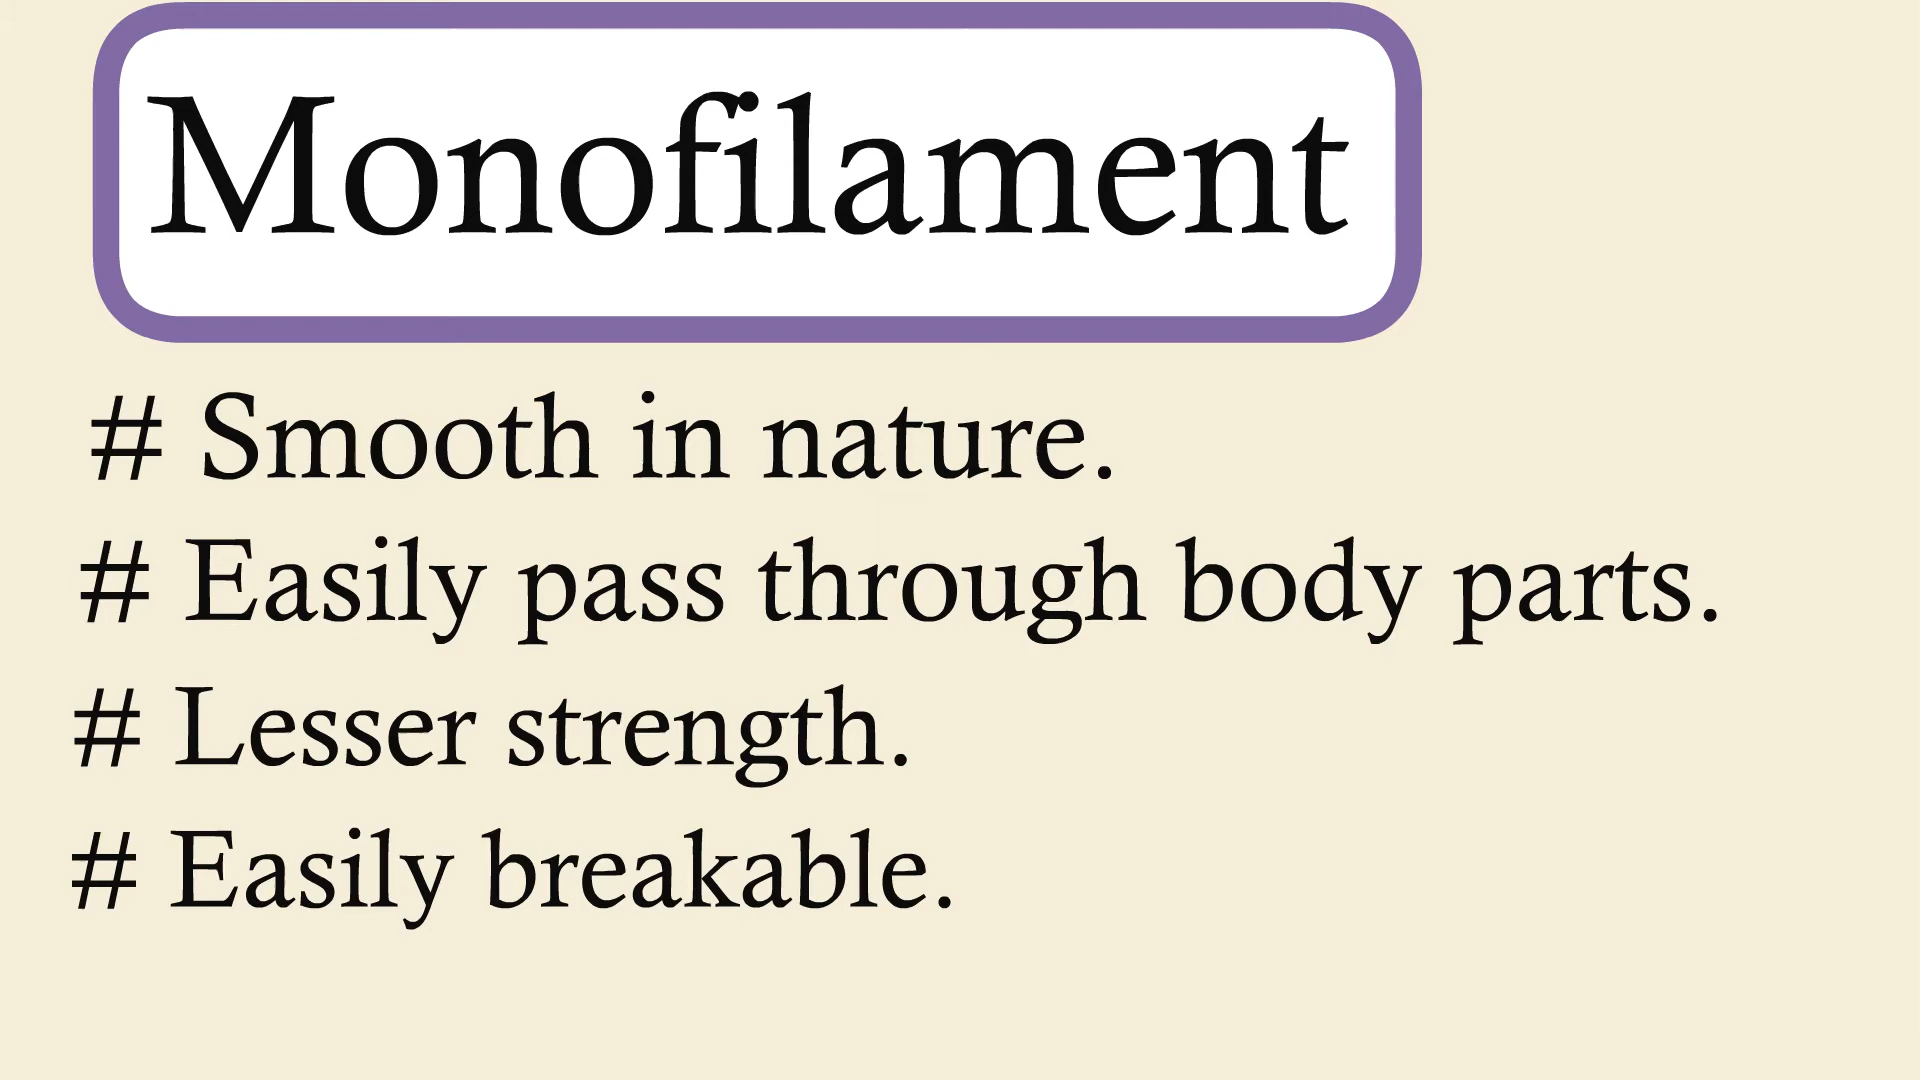 Monofilament
# Smooth in nature.
# Easily pass through body parts.
# Lesser strength.
# Easily breakable.